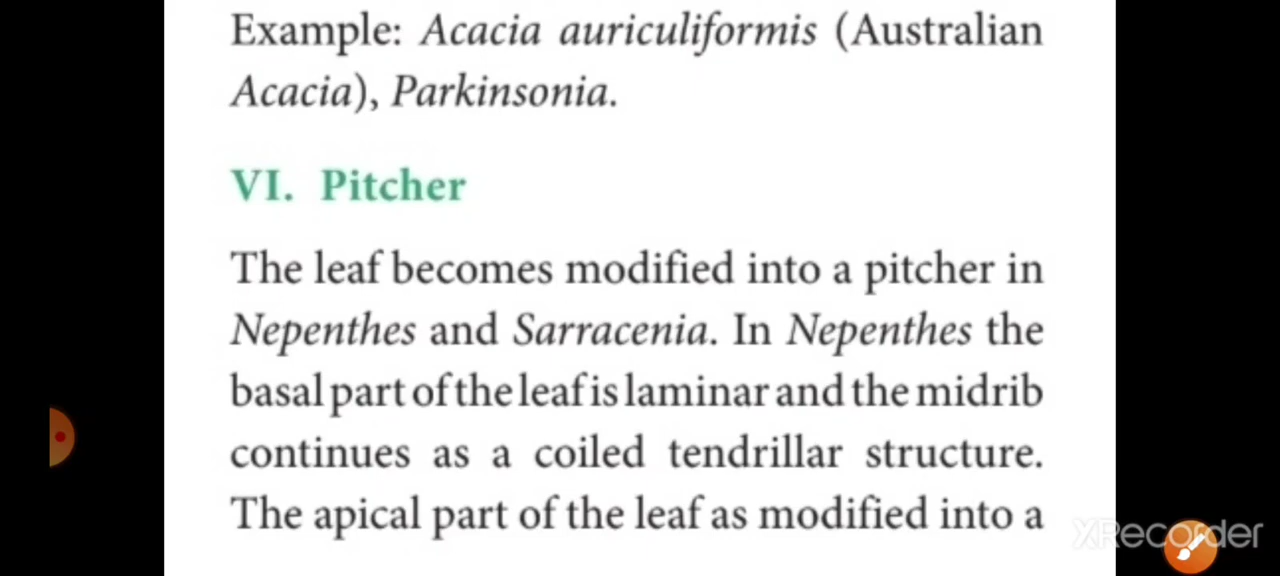 Example: Acacia auriculiformis (Australian
Acacia), Parkinsonia.
VI. Pitcher
The leaf becomes modified into a pitcher in
Nepenthes and Sarracenia. In Nepenthes the
basal part of the leaf is laminar and the midrib
continues as a coiled tendrillar structure.
The apical part of the leaf as modified into a
XRecorder